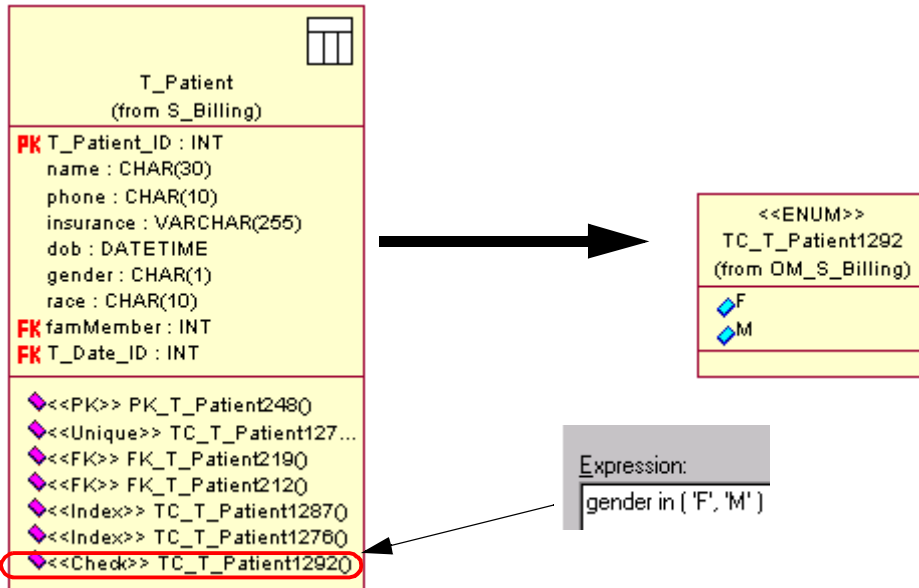 T_Patient
(from S_Billing)
PK T_Patient_ID : INT
name : CHAR(30)
phone : CHAR(10)
insurance : VARCHAR(255)
dob : DATETIME
gender : CHAR(1)
race : CHAR(10)
FK famMember : INT
FK T_Date_ID : INT
<<PK>> PK_T_Patient248()
<<Unique>> TC_T_Patient127...
<<FK>> FK_T_Patient219()
<<FK>> FK_T_Patient212()
<<Index>> TC_T_Patient1287()
<<Index>> TC_T_Patient1276()
<<Check>> TC_T_Patient1292()
<<ENUM>>
TC_T_Patient1292
(from OM_S_Billing)
F
M
Expression:
gender in ( 'F', 'M' )